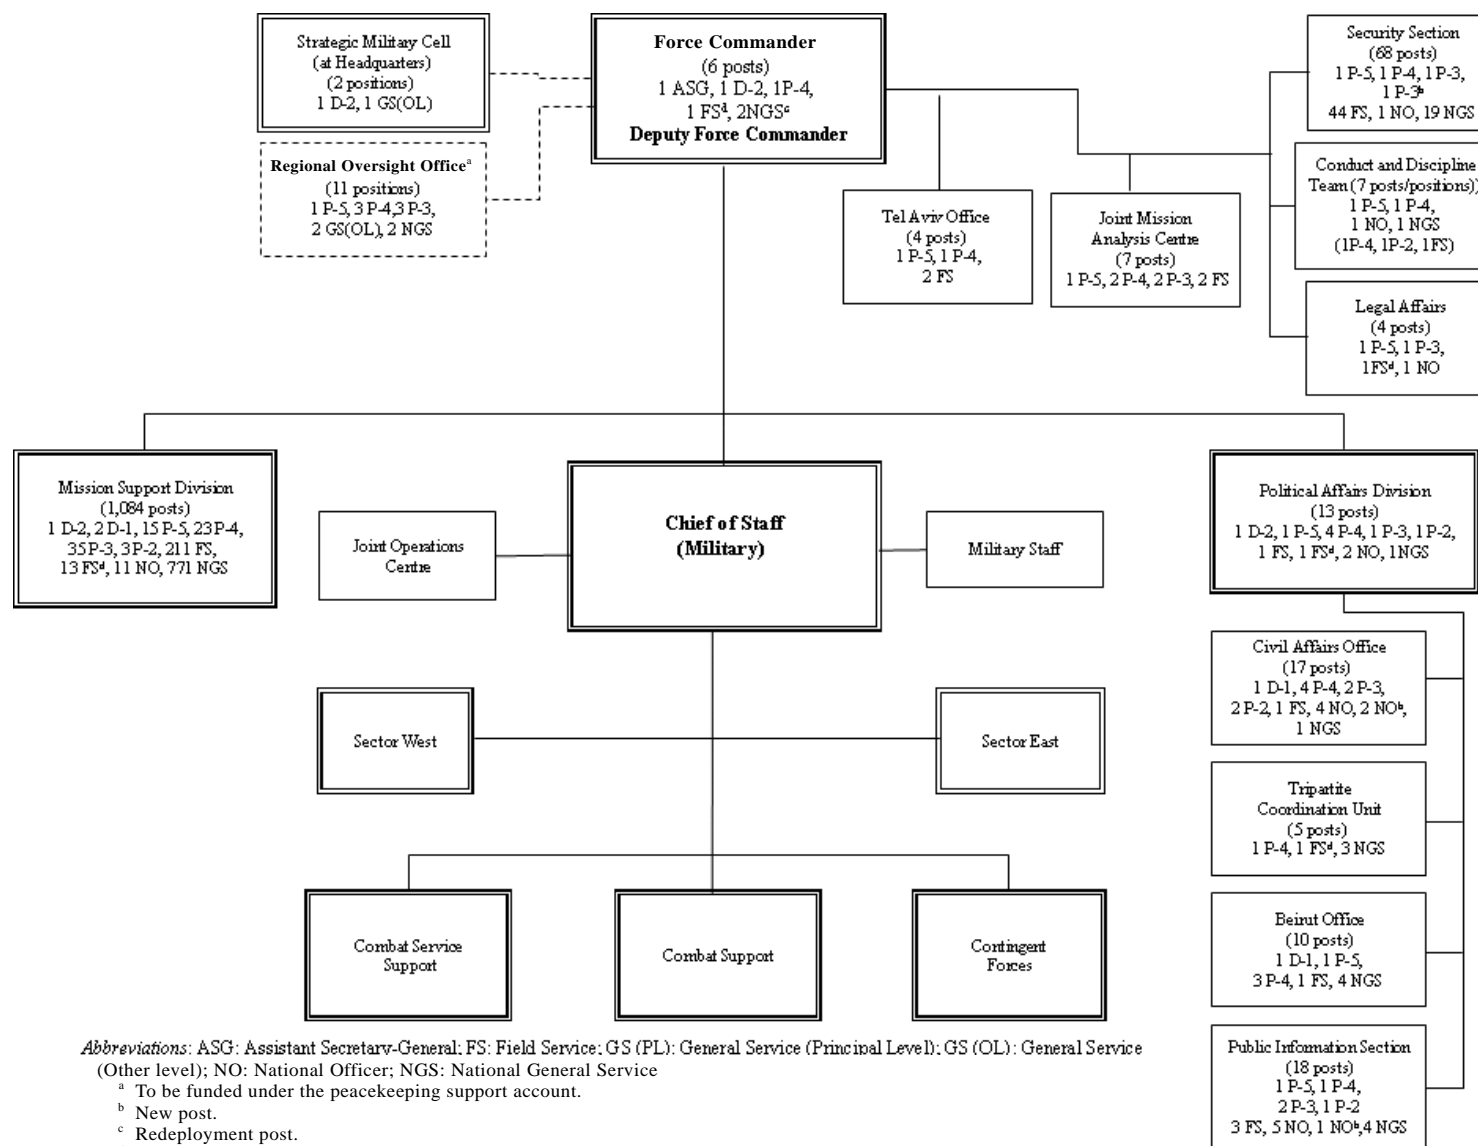 Strategic Military Cell
(at Headquarters)
(2 positions)
1 D-2, 1 GS(OL)
Regional Oversight Officeᵃ
(11 positions)
1 P-5, 3 P-4,3 P-3,
2 GS(OL), 2 NGS
Force Commander
(6 posts)
1 ASG, 1 D-2, 1P-4,
1 FSᵈ, 2NGSᶜ
Deputy Force Commander
Tel Aviv Office
(4 posts)
1 P-5, 1 P-4,
2 FS
Joint Mission
Analysis Centre
(7 posts)
1 P-5, 2 P-4, 2 P-3, 2 FS
Security Section
(68 posts)
1 P-5, 1 P-4, 1 P-3,
1 P-3ᵇ
44 FS, 1 NO, 19 NGS
Conduct and Discipline
Team (7 posts/positions))
1 P-5, 1 P-4,
1 NO, 1 NGS
(1P-4, 1P-2, 1FS)
Legal Affairs
(4 posts)
1 P-5, 1 P-3,
1FSᵈ, 1 NO
Mission Support Division
(1,084 posts)
1 D-2, 2 D-1, 15 P-5, 23 P-4,
35 P-3, 3 P-2, 211 FS,
13 FSᵈ, 11 NO, 771 NGS
Joint Operations
Centre
Chief of Staff
(Military)
Military Staff
Political Affairs Division
(13 posts)
1 D-2, 1 P-5, 4 P-4, 1 P-3, 1 P-2,
1 FS, 1 FSᵈ, 2 NO, 1NGS
Civil Affairs Office
(17 posts)
1 D-1, 4 P-4, 2 P-3,
2 P-2, 1 FS, 4 NO, 2 NOᵇ,
1 NGS
Sector West
Sector East
Tripartite
Coordination Unit
(5 posts)
1 P-4, 1 FSᵈ, 3 NGS
Combat Service
Support
Combat Support
Contingent
Forces
Beirut Office
(10 posts)
1 D-1, 1 P-5,
3 P-4, 1 FS, 4 NGS
Public Information Section
(18 posts)
1 P-5, 1 P-4,
2 P-3, 1 P-2
3 FS, 5 NO, 1 NOᵇ,4 NGS
Abbreviations: ASG: Assistant Secretary-General; FS: Field Service; GS (PL): General Service (Principal Level); GS (OL): General Service
(Other level); NO: National Officer; NGS: National General Service
ᵃ To be funded under the peacekeeping support account.
ᵇ New post.
ᶜ Redeployment post.